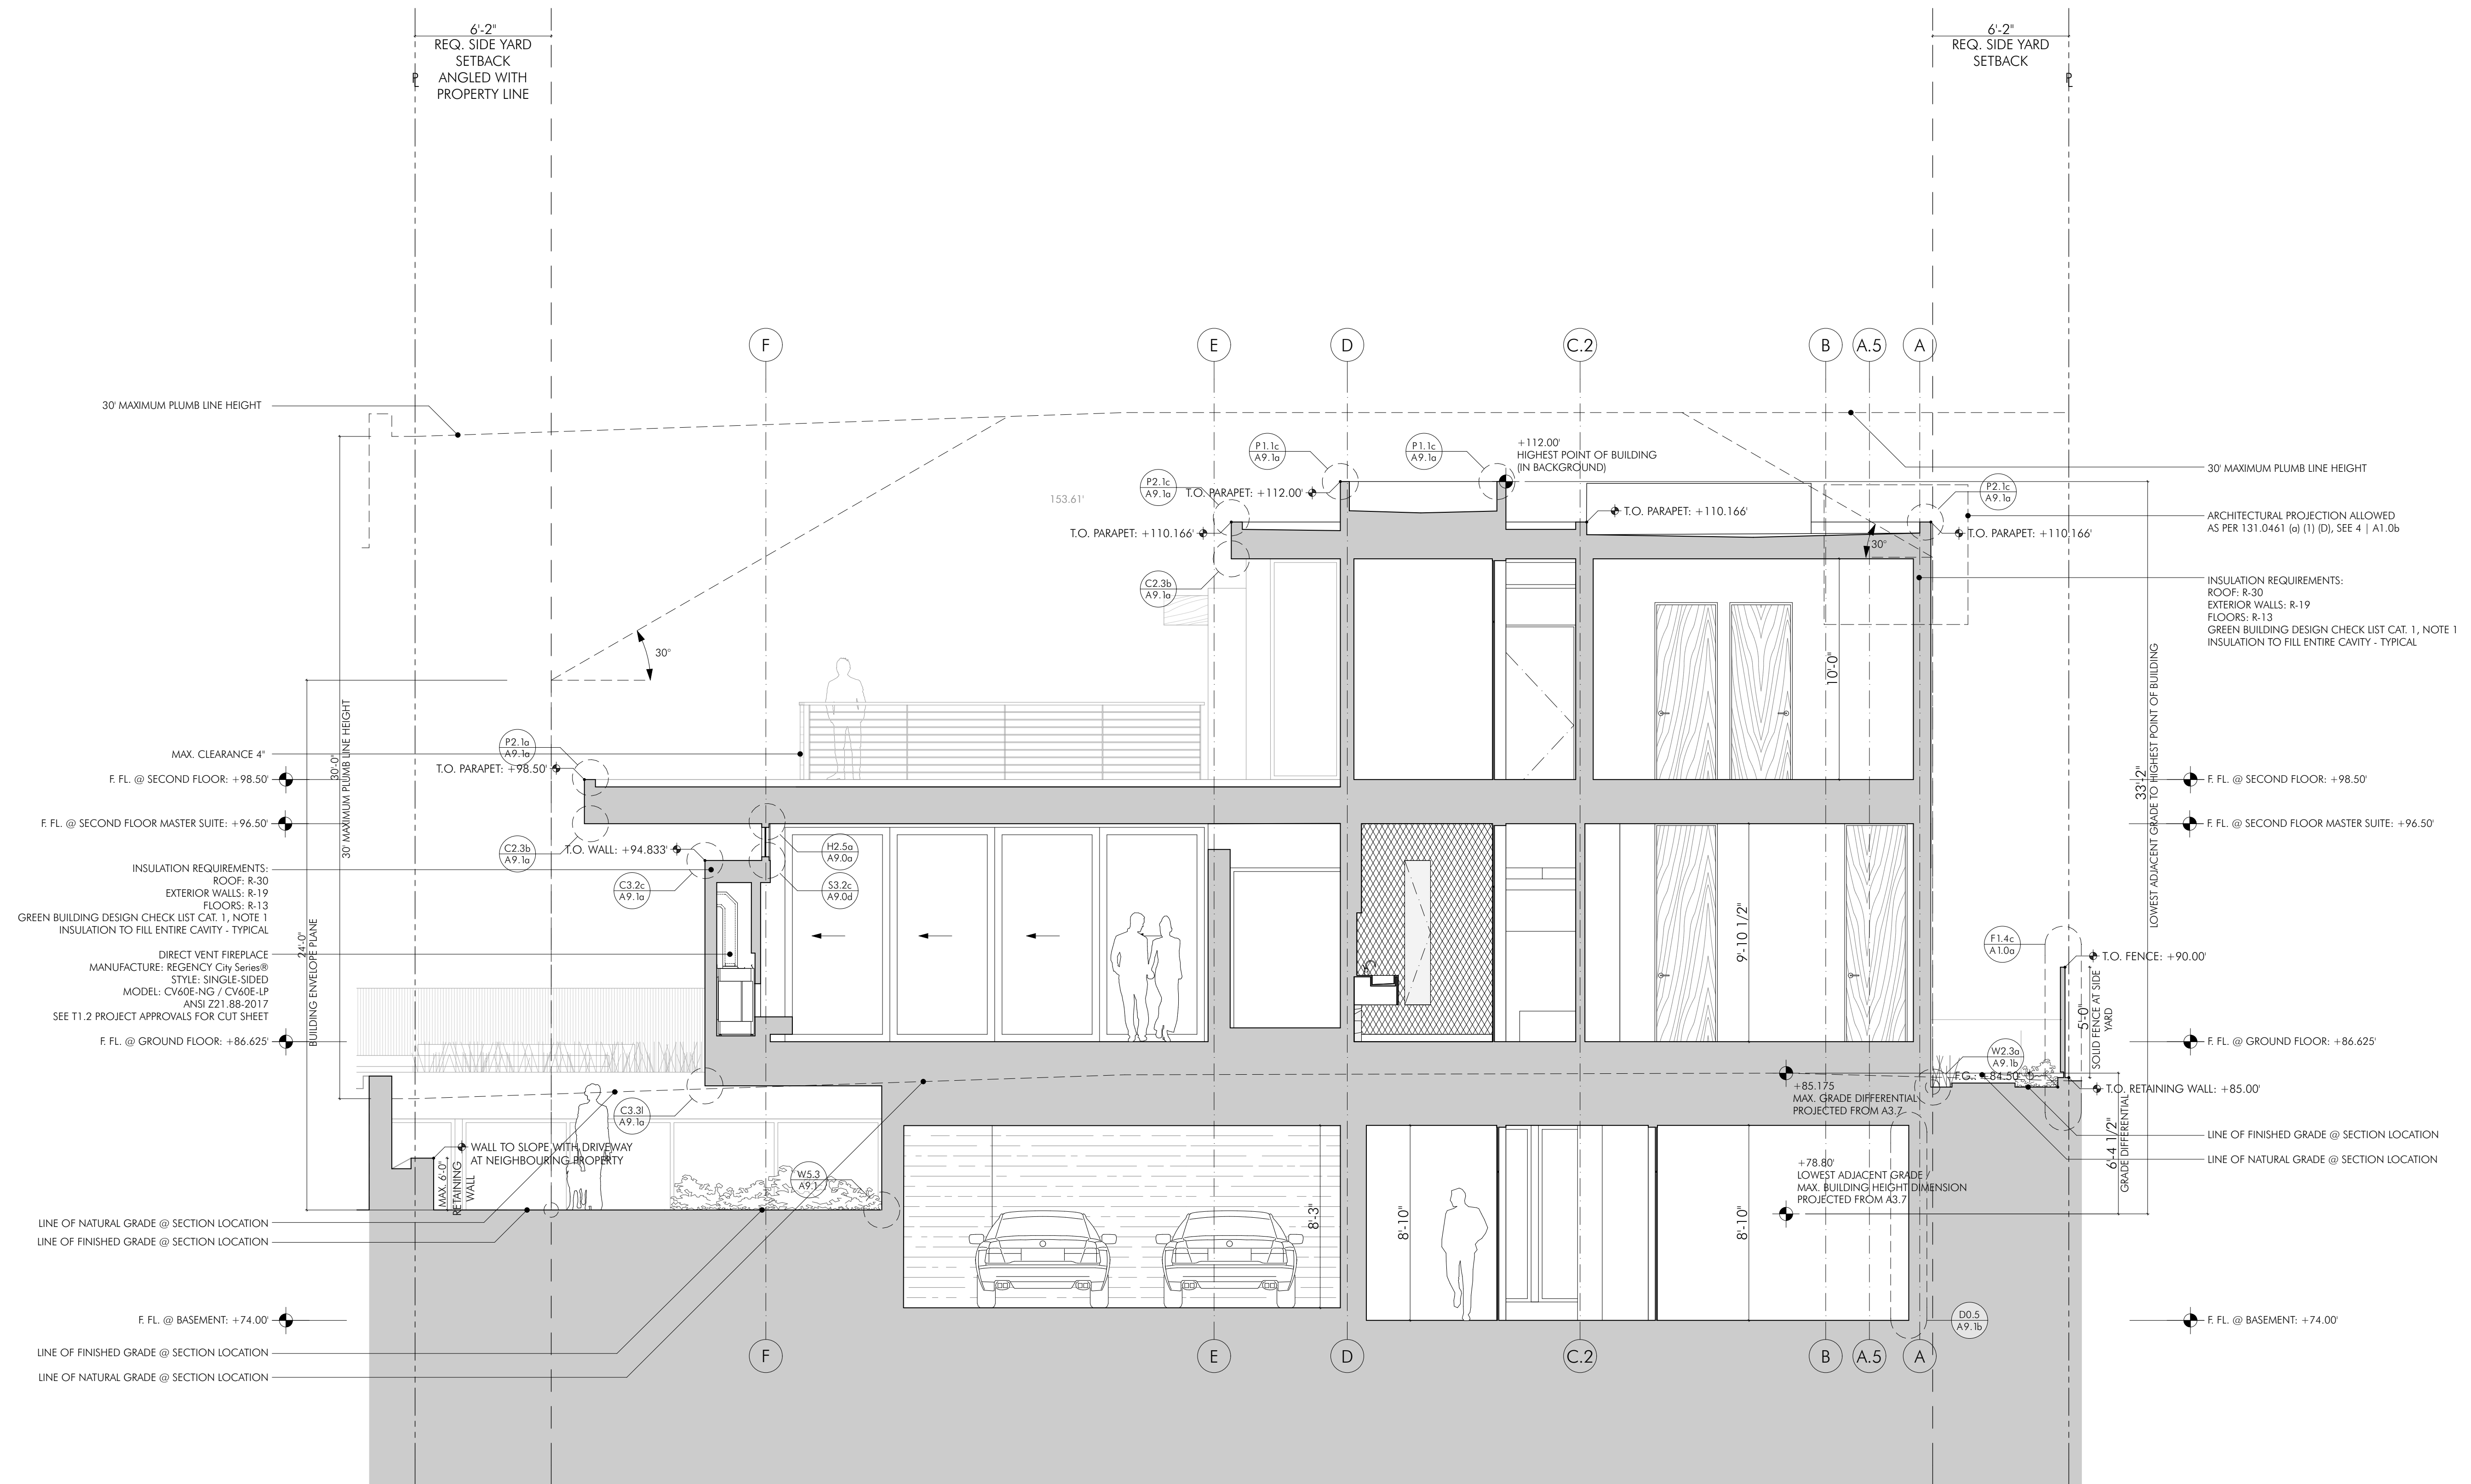 6'-2"
REQ. SIDE YARD
SETBACK
ANGLED WITH
PROPERTY LINE
PL
6'-2"
REQ. SIDE YARD
SETBACK
PL
F
E
D
C.2
B
A.5
A
30' MAXIMUM PLUMB LINE HEIGHT
P1.1c
A9.1a
P1.1c
A9.1a
+112.00'
HIGHEST POINT OF BUILDING
(IN BACKGROUND)
30' MAXIMUM PLUMB LINE HEIGHT
P2.1c
A9.1a
T.O. PARAPET: +112.00'
153.61'
P2.1c
A9.1a
T.O. PARAPET: +110.166'
ARCHITECTURAL PROJECTION ALLOWED
AS PER 131.0461 (a) (1) (D), SEE 4 | A1.0b
T.O. PARAPET: +110.166'
T.O. PARAPET: +110.166'
30°
C2.3b
A9.1a
INSULATION REQUIREMENTS:
ROOF: R-30
EXTERIOR WALLS: R-19
FLOORS: R-13
GREEN BUILDING DESIGN CHECK LIST CAT. 1, NOTE 1
INSULATION TO FILL ENTIRE CAVITY - TYPICAL
30°
10'-0"
MAX. CLEARANCE 4"
P2.1a
A9.1a
T.O. PARAPET: +98.50'
F. FL. @ SECOND FLOOR: +98.50'
F. FL. @ SECOND FLOOR MASTER SUITE: +96.50'
30'-0"
30' MAXIMUM PLUMB LINE HEIGHT
33'-2"
LOWEST ADJACENT GRADE TO HIGHEST POINT OF BUILDING
F. FL. @ SECOND FLOOR: +98.50'
F. FL. @ SECOND FLOOR MASTER SUITE: +96.50'
C2.3b
A9.1a
T.O. WALL: +94.833'
H2.5a
A9.0a
C3.2c
A9.1a
S3.2c
A9.0d
INSULATION REQUIREMENTS:
ROOF: R-30
EXTERIOR WALLS: R-19
FLOORS: R-13
GREEN BUILDING DESIGN CHECK LIST CAT. 1, NOTE 1
INSULATION TO FILL ENTIRE CAVITY - TYPICAL
24'-0"
BUILDING ENVELOPE PLANE
DIRECT VENT FIREPLACE
MANUFACTURE: REGENCY City Series®
STYLE: SINGLE-SIDED
MODEL: CV60E-NG / CV60E-LP
ANSI Z21.88-2017
SEE T1.2 PROJECT APPROVALS FOR CUT SHEET
F. FL. @ GROUND FLOOR: +86.625'
9'-10 1/2"
F1.4c
A1.0a
T.O. FENCE: +90.00'
5'-0"
SOLID FENCE AT SIDE
YARD
F. FL. @ GROUND FLOOR: +86.625'
W2.3a
A9.1b
F.G.: +84.50'
T.O. RETAINING WALL: +85.00'
+85.175
MAX. GRADE DIFFERENTIAL
PROJECTED FROM A3.7
6'-4 1/2"
GRADE DIFFERENTIAL
C3.3l
A9.1a
WALL TO SLOPE WITH DRIVEWAY
AT NEIGHBOURING PROPERTY
MAX. 6'-0"
RETAINING
WALL
W5.3
A9.1
+78.80'
LOWEST ADJACENT GRADE /
MAX. BUILDING HEIGHT DIMENSION
PROJECTED FROM A3.7
LINE OF FINISHED GRADE @ SECTION LOCATION
LINE OF NATURAL GRADE @ SECTION LOCATION
8'-3"
8'-10"
8'-10"
LINE OF NATURAL GRADE @ SECTION LOCATION
LINE OF FINISHED GRADE @ SECTION LOCATION
F. FL. @ BASEMENT: +74.00'
D0.5
A9.1b
F. FL. @ BASEMENT: +74.00'
LINE OF FINISHED GRADE @ SECTION LOCATION
LINE OF NATURAL GRADE @ SECTION LOCATION
F
E
D
C.2
B
A.5
A